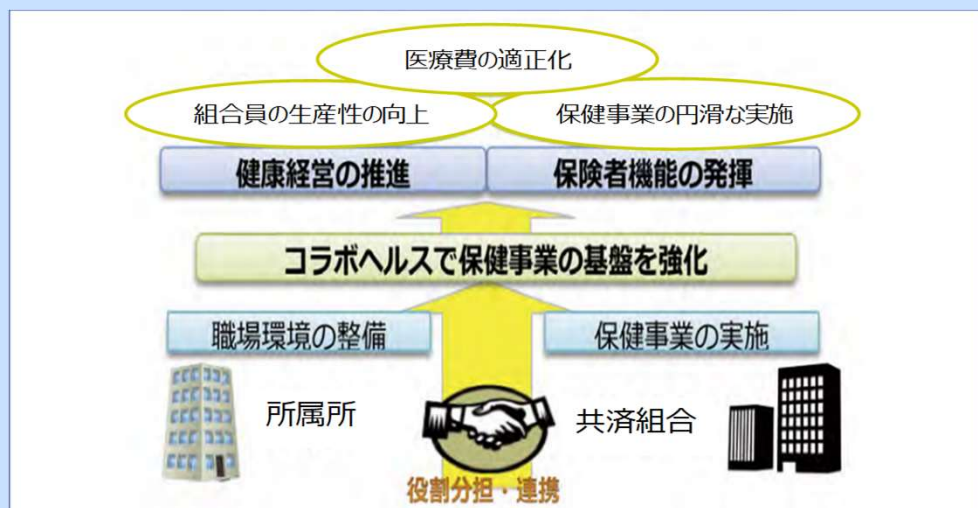 医療費の適正化
組合員の生産性の向上
保健事業の円滑な実施
健康経営の推進
保険者機能の発揮
コラボヘルスで保健事業の基盤を強化
職場環境の整備
保健事業の実施
所属所
共済組合
役割分担・連携